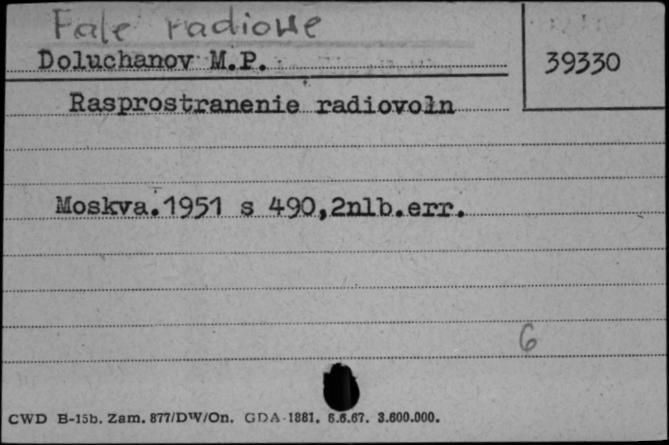 Fale radiowe
Doluchanov M.P.
39330
Rasprostranenie radiovoln
Moskva.1951 s 490,2nlb.err.
6
CWD B-15b. Zam. 877/DW/On. GDA-1881. 6.6.67. 3.600.000.